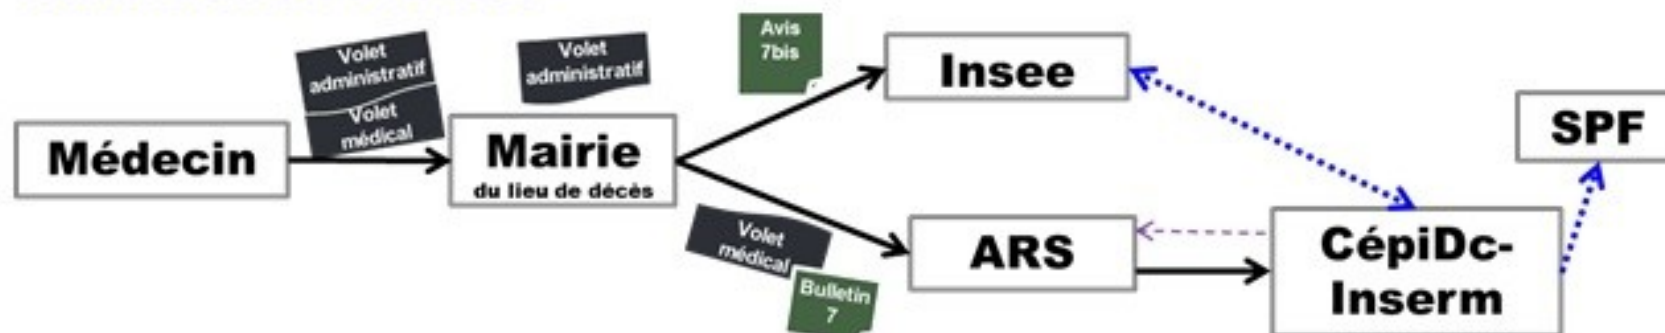 Volet
administratif
Volet
médical
Médecin
Volet
administratif
Mairie
du lieu de décès
Avis
7bis
Insee
Volet
médical
Bulletin
7
ARS
CépiDc-
Inserm
SPF